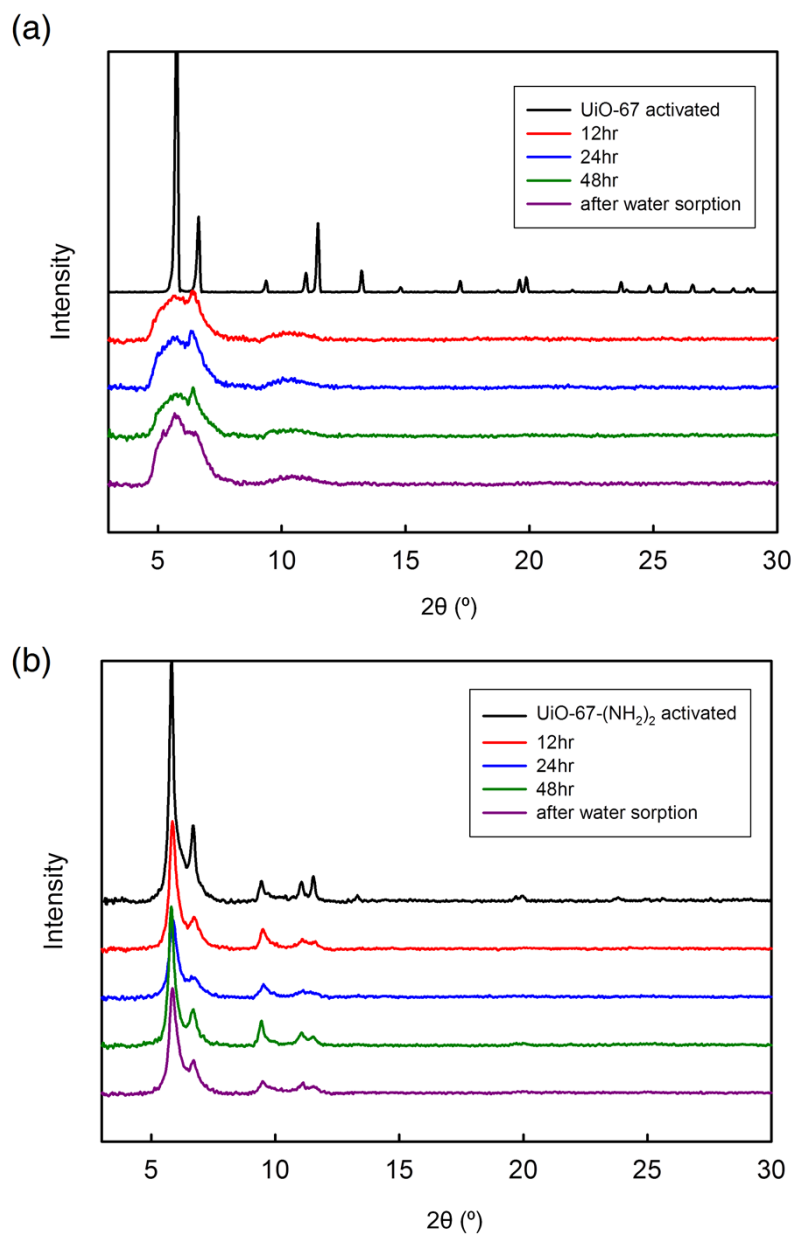 (a)
UiO-67 activated
12hr
24hr
48hr
after water sorption
Intensity
5 10 15 20 25 30
2θ (º)
(b)
UiO-67-(NH₂)₂ activated
12hr
24hr
48hr
after water sorption
Intensity
5 10 15 20 25 30
2θ (º)